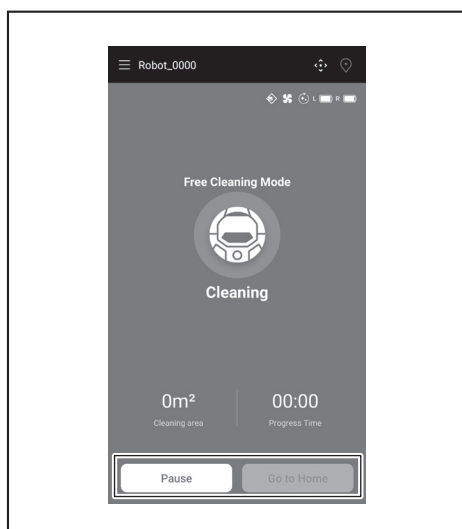 Robot_0000
L R
Free Cleaning Mode
Cleaning
0m² 00:00
Cleaning area Progress Time
Pause Go to Home